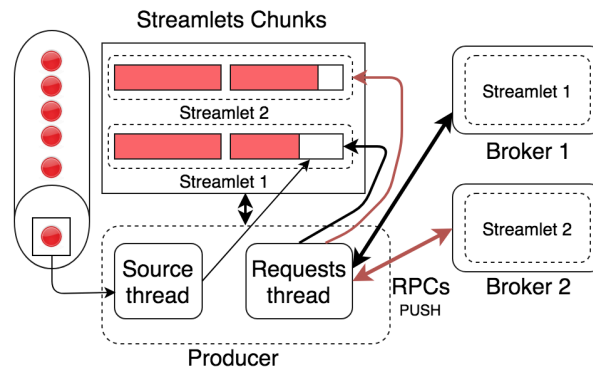 Streamlets Chunks
Streamlet 2
Streamlet 1
Streamlet 1
Broker 1
Streamlet 2
Broker 2
Source
thread
Requests
thread
RPCs
PUSH
Producer